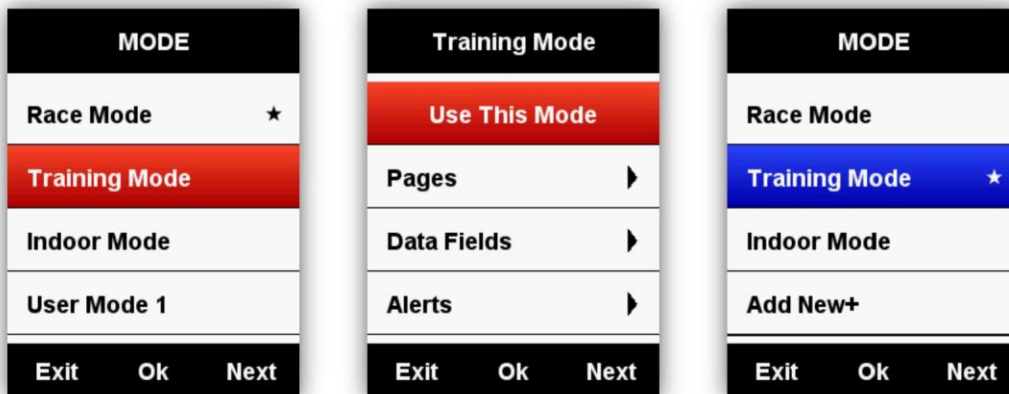 MODE
Race Mode ★
Training Mode
Indoor Mode
User Mode 1
Exit Ok Next
Training Mode
Use This Mode
Pages
Data Fields
Alerts
Exit Ok Next
MODE
Race Mode
Training Mode ★
Indoor Mode
Add New+
Exit Ok Next